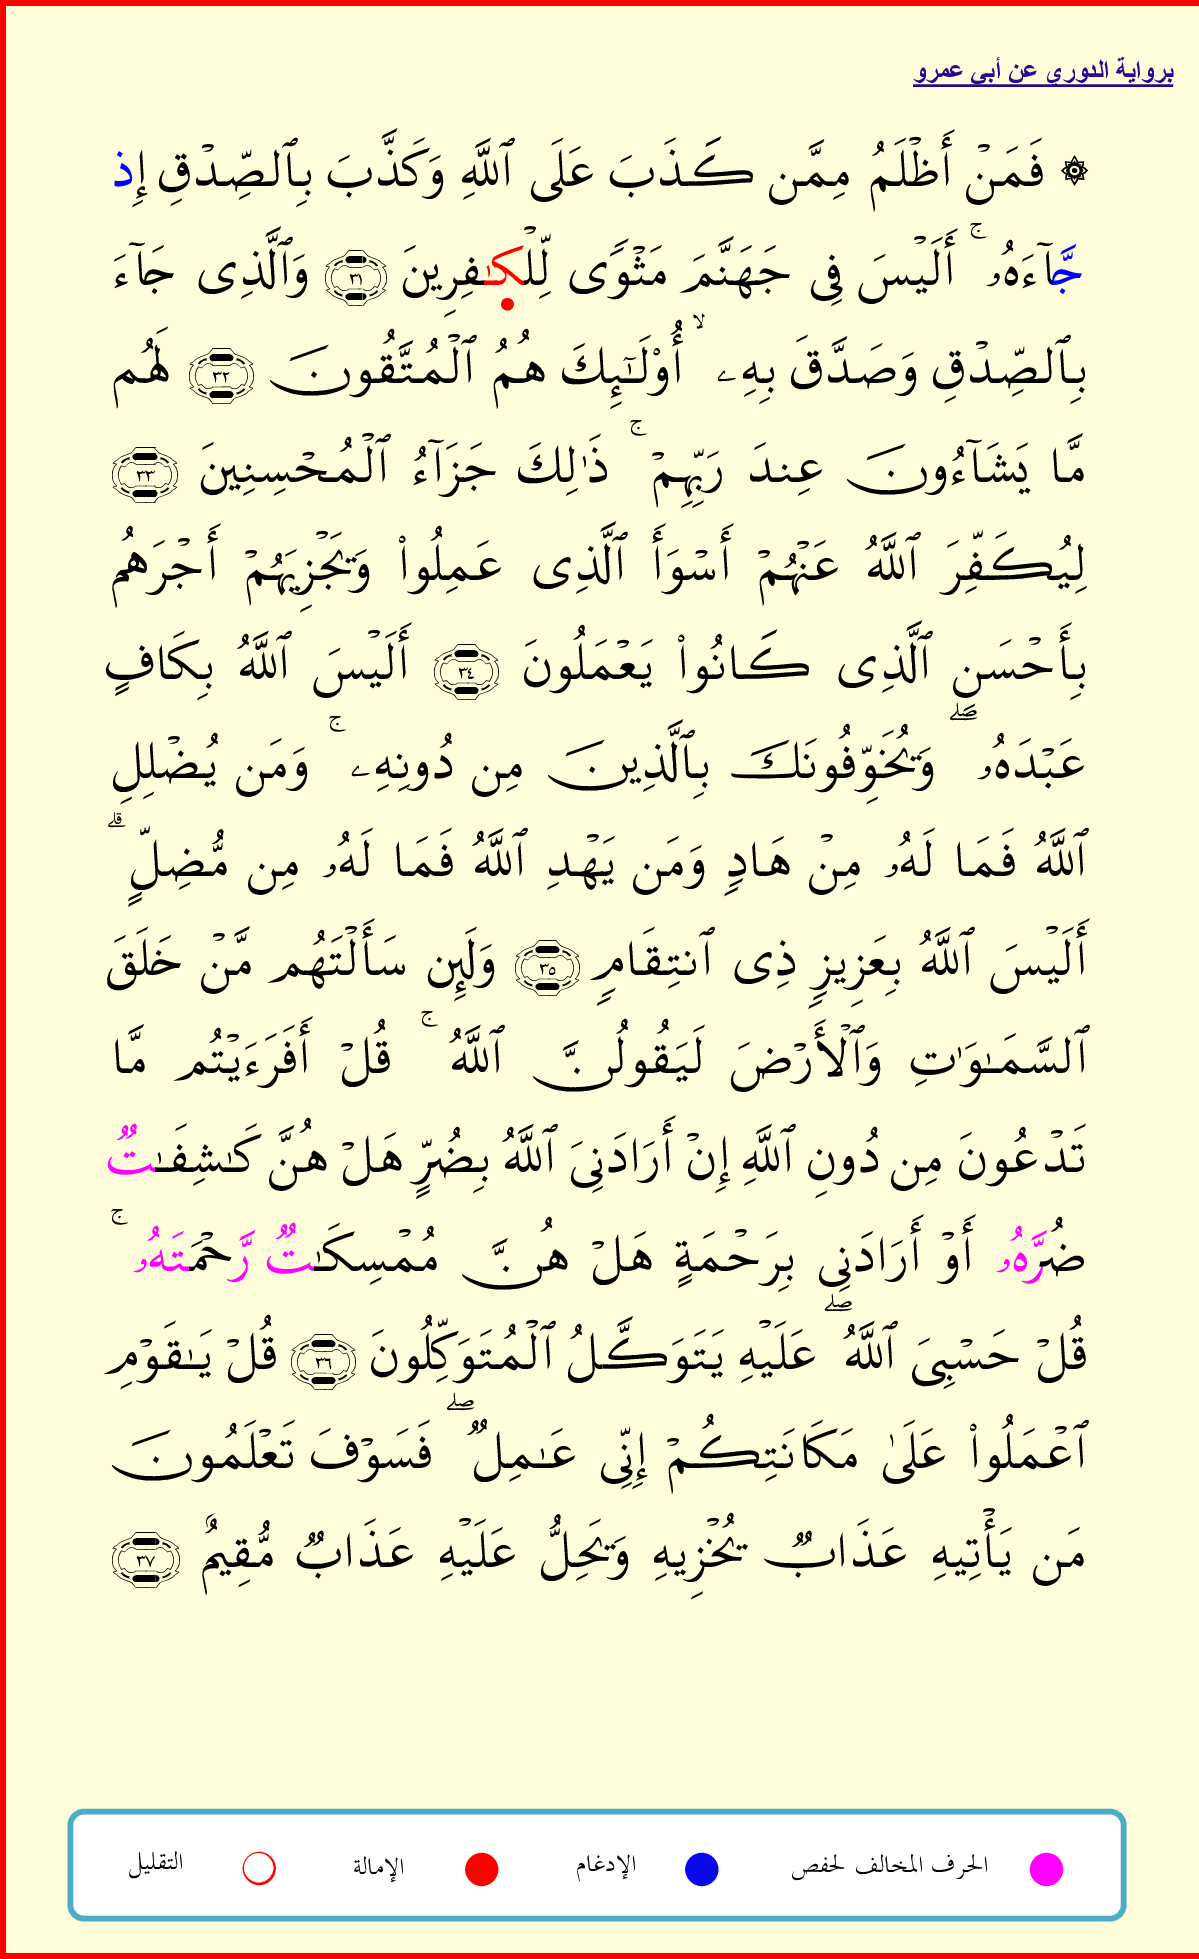 برواية الدوري عن أبي عمرو
۞ فَمَنۡ أَظۡلَمُ مِمَّن كَذَبَ عَلَى ٱللَّهِ وَكَذَّبَ بِٱلصِّدۡقِ إِذ
جَّآءَهُۥۚ أَلَيۡسَ فِى جَهَنَّمَ مَثۡوًى لِّلۡكَٰفِرِينَ ٣١ وَٱلَّذِى جَآءَ
بِٱلصِّدۡقِ وَصَدَّقَ بِهِۦۙ أُوْلَٰٓئِكَ هُمُ ٱلۡمُتَّقُونَ ٣٢ لَهُم
مَّا يَشَآءُونَ عِندَ رَبِّهِمۡۚ ذَٰلِكَ جَزَآءُ ٱلۡمُحۡسِنِينَ ٣٣
لِيُكَفِّرَ ٱللَّهُ عَنۡهُمۡ أَسۡوَأَ ٱلَّذِى عَمِلُواْ وَيَجۡزِيَهُمۡ أَجۡرَهُم
بِأَحۡسَنِ ٱلَّذِى كَانُواْ يَعۡمَلُونَ ٣٤ أَلَيۡسَ ٱللَّهُ بِكَافٍ
عَبۡدَهُۥۖ وَيُخَوِّفُونَكَ بِٱلَّذِينَ مِن دُونِهِۦۚ وَمَن يُضۡلِلِ
ٱللَّهُ فَمَا لَهُۥ مِنۡ هَادٍ وَمَن يَهۡدِ ٱللَّهُ فَمَا لَهُۥ مِن مُّضِلٍّۗ
أَلَيۡسَ ٱللَّهُ بِعَزِيزٍ ذِى ٱنتِقَامٍ ٣٥ وَلَئِن سَأَلۡتَهُم مَّنۡ خَلَقَ
ٱلسَّمَٰوَٰتِ وَٱلۡأَرۡضَ لَيَقُولُنَّ ٱللَّهُۚ قُلۡ أَفَرَءَيۡتُم مَّا
تَدۡعُونَ مِن دُونِ ٱللَّهِ إِنۡ أَرَادَنِىَ ٱللَّهُ بِضُرٍّ هَلۡ هُنَّ كَٰشِفَٰتٌ
ضُرَّهُۥ أَوۡ أَرَادَنِى بِرَحۡمَةٍ هَلۡ هُنَّ مُمۡسِكَٰتٌ رَّحۡمَتَهُۥۚ
قُلۡ حَسۡبِىَ ٱللَّهُۖ عَلَيۡهِ يَتَوَكَّلُ ٱلۡمُتَوَكِّلُونَ ٣٦ قُلۡ يَٰقَوۡمِ
ٱعۡمَلُواْ عَلَىٰ مَكَانَتِكُمۡ إِنِّى عَٰمِلٌۖ فَسَوۡفَ تَعۡلَمُونَ
مَن يَأۡتِيهِ عَذَابٌ يُخۡزِيهِ وَيَحِلُّ عَلَيۡهِ عَذَابٌ مُّقِيمٌ ٣٧
الحرف المخالف لحفص الإدغام الإمالة التقليل